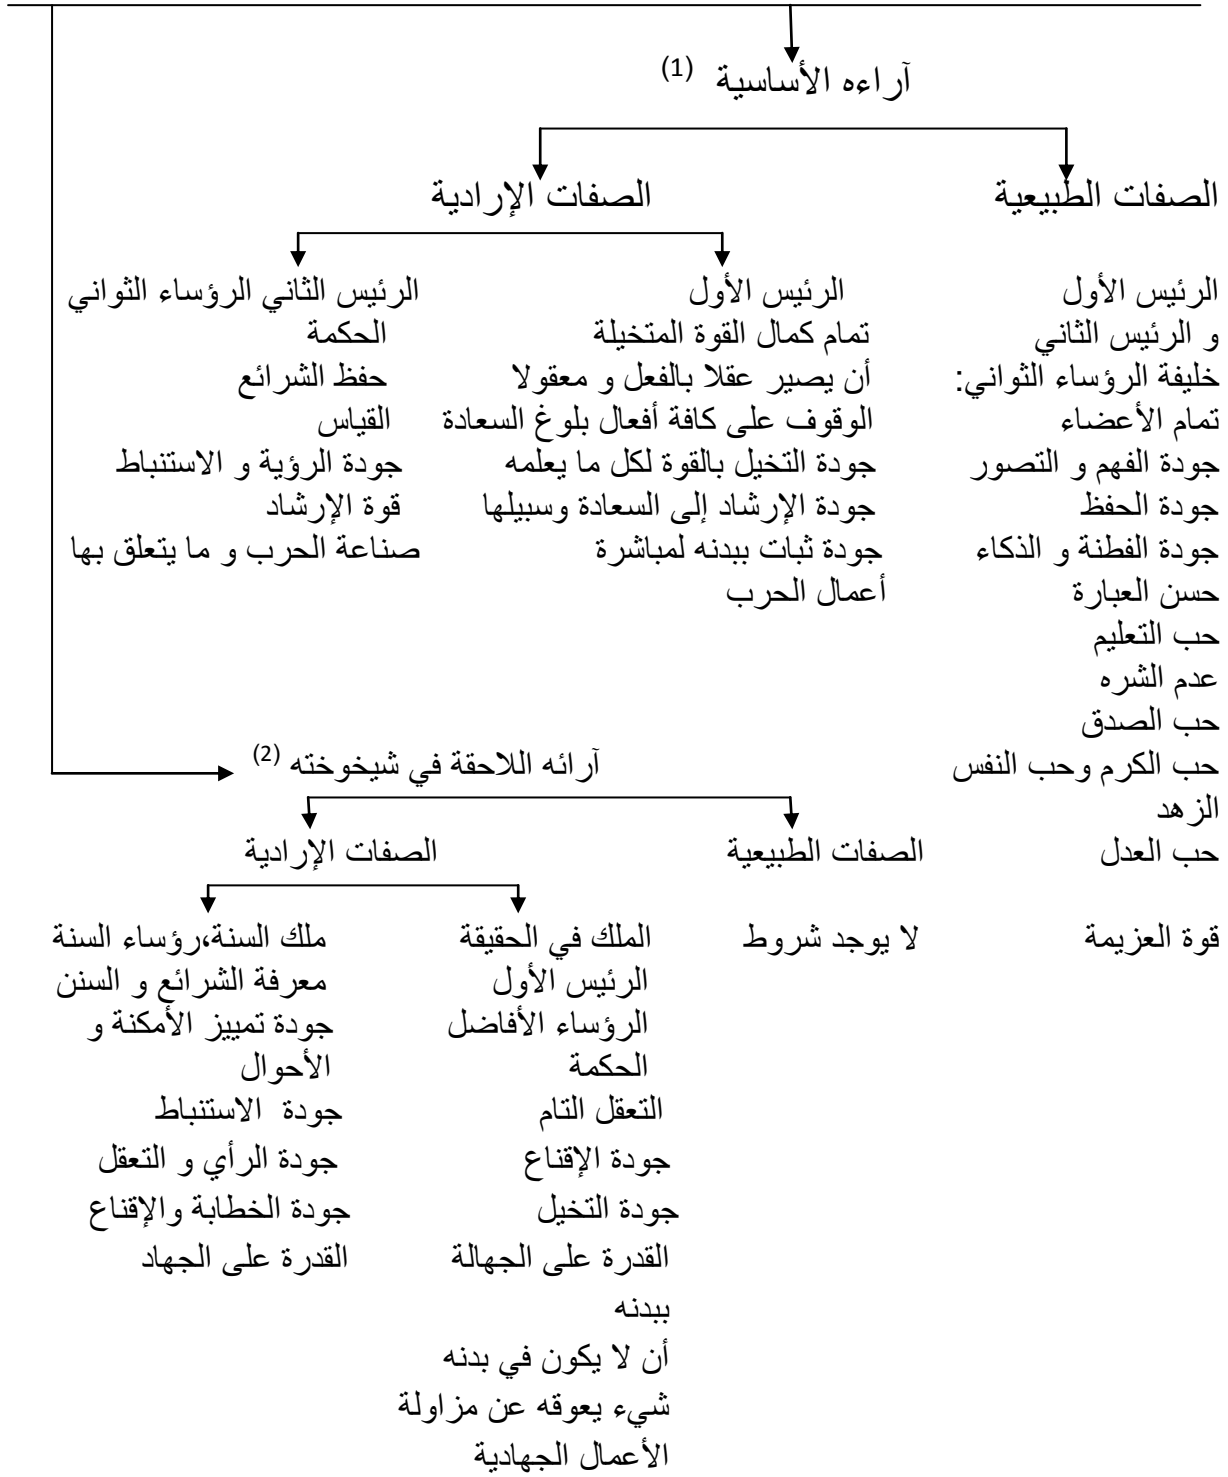 آراءه الأساسية (1)
الصفات الطبيعية
الصفات الإرادية
الرئيس الأول
و الرئيس الثاني
خليفة الرؤساء الثواني:
تمام الأعضاء
جودة الفهم و التصور
جودة الحفظ
جودة الفطنة و الذكاء
حسن العبارة
حب التعليم
عدم الشره
حب الصدق
حب الكرم وحب النفس
الزهد
حب العدل
قوة العزيمة
الرئيس الأول
تمام كمال القوة المتخيلة
أن يصير عقلا بالفعل و معقولا
الوقوف على كافة أفعال بلوغ السعادة
جودة التخيل بالقوة لكل ما يعلمه
جودة الإرشاد إلى السعادة وسبيلها
جودة ثبات ببدنه لمباشرة
أعمال الحرب
الرئيس الثاني الرؤساء الثواني
الحكمة
حفظ الشرائع
القياس
جودة الرؤية و الاستنباط
قوة الإرشاد
صناعة الحرب و ما يتعلق بها
آرائه اللاحقة في شيخوخته (2)
الصفات الطبيعية
الصفات الإرادية
لا يوجد شروط
الملك في الحقيقة
الرئيس الأول
الرؤساء الأفاضل
الحكمة
التعقل التام
جودة الإقناع
جودة التخيل
القدرة على الجهالة
ببدنه
أن لا يكون في بدنه
شيء يعوقه عن مزاولة
الأعمال الجهادية
ملك السنة،رؤساء السنة
معرفة الشرائع و السنن
جودة تمييز الأمكنة و
الأحوال
جودة الاستنباط
جودة الرأي و التعقل
جودة الخطابة والإقناع
القدرة على الجهاد